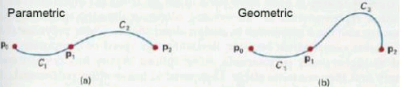 Parametric
Geometric
C₂
C₂
P₀
P₁
P₂
C₁
P₀
P₁
P₂
C₁
(a)
(b)